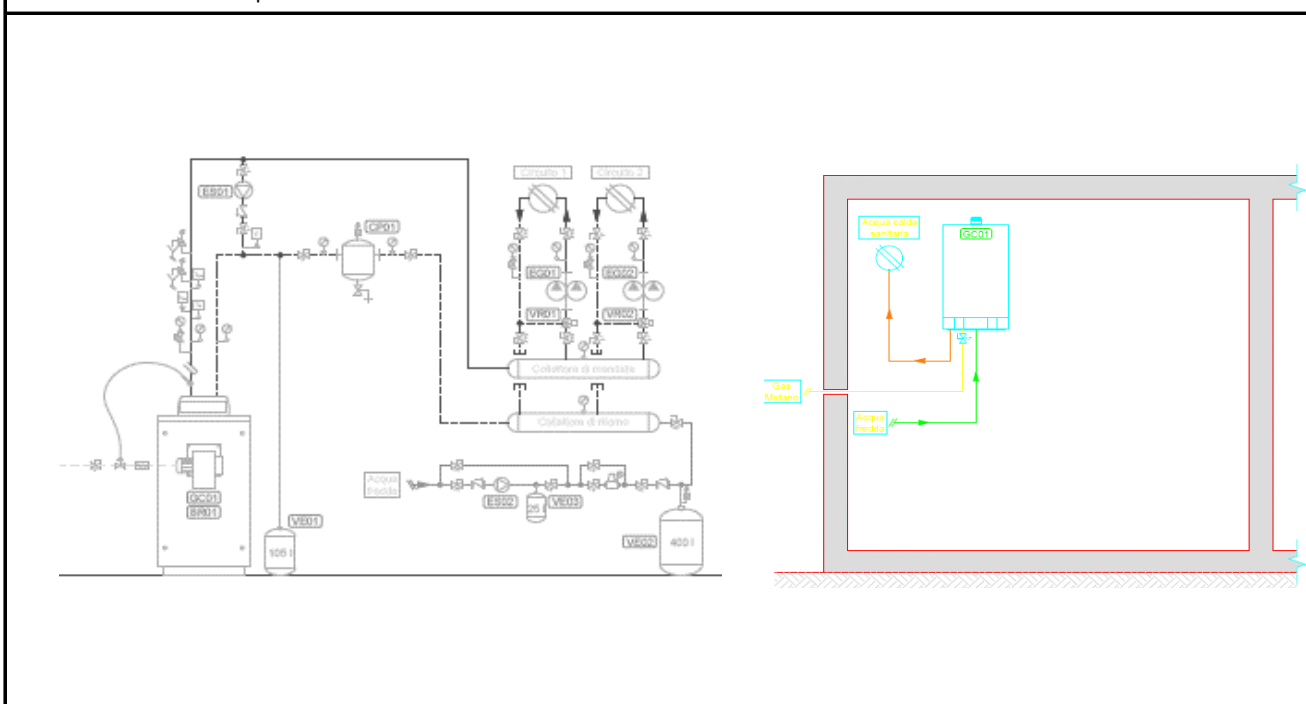 Circuito 1
Circuito 2
ES01
CP01
EG01
EG02
VR01
VR02
Collettore di mandata
Collettore di ritorno
Acqua
fredda
ES02
25 l
VE03
GC01
BR01
VE01
105 l
VE02
400 l
Acqua calda
sanitaria
GC01
Gas
Metano
Acqua
fredda